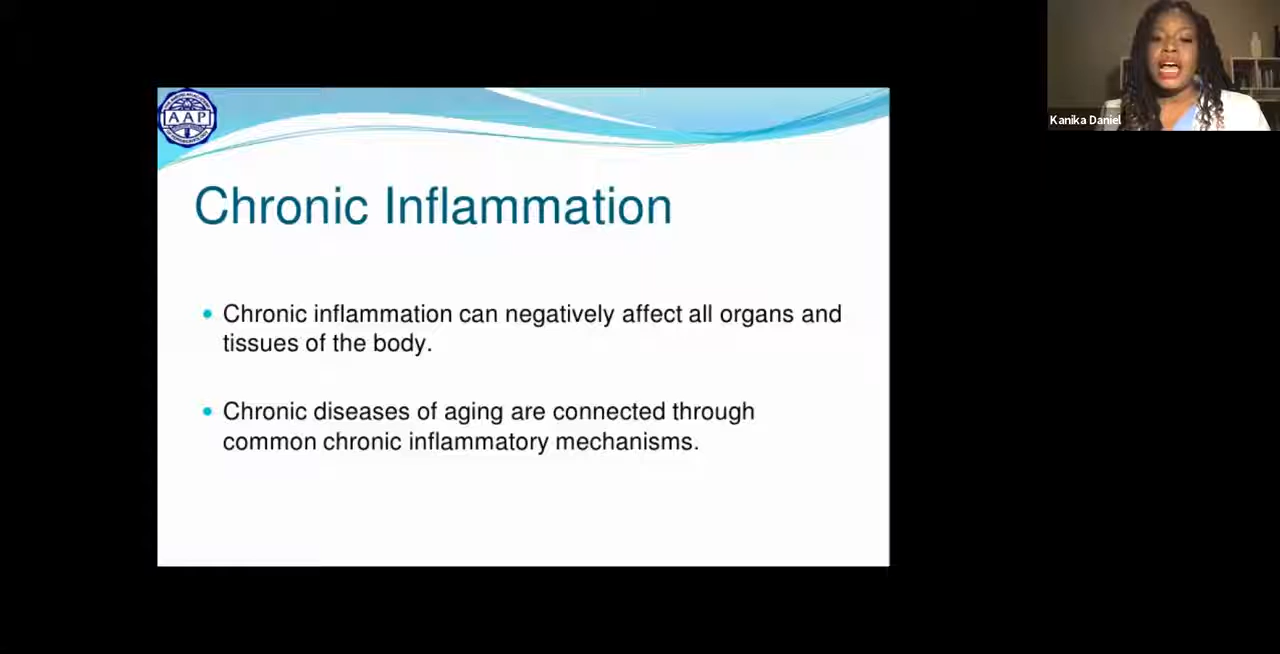 AAP
Kanika Daniel
Chronic Inflammation
Chronic inflammation can negatively affect all organs and
tissues of the body.
Chronic diseases of aging are connected through
common chronic inflammatory mechanisms.